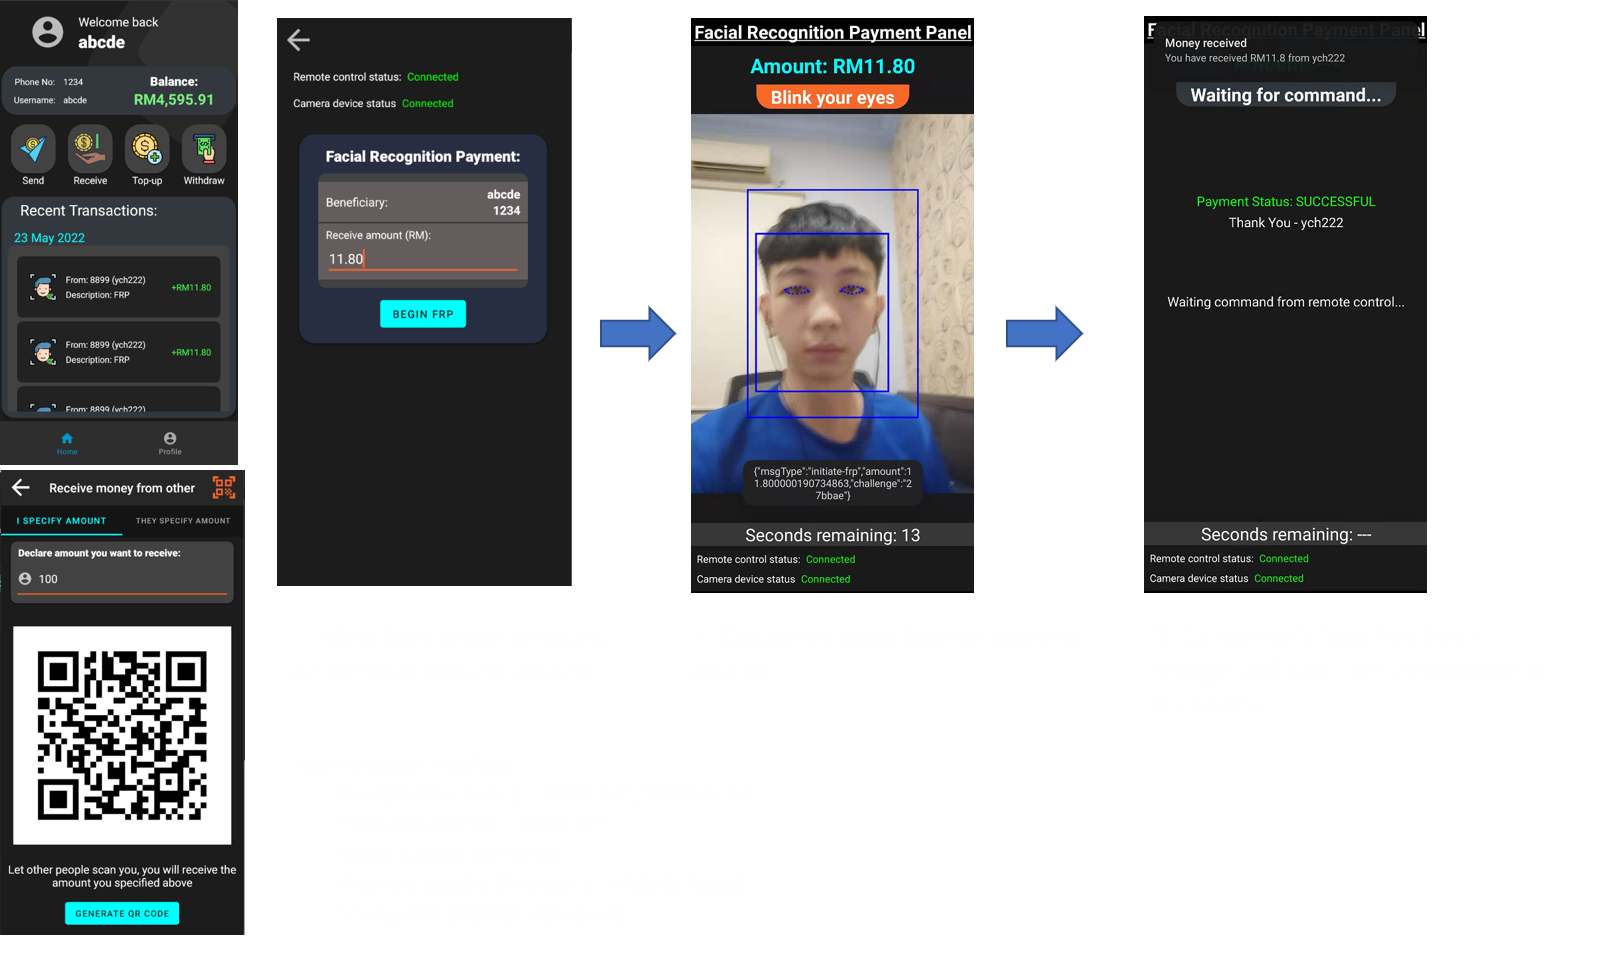 Welcome back
abcde
Phone No: 1234
Username: abcde
Balance:
RM4,595.91
Send
Receive
Top-up
Withdraw
Recent Transactions:
23 May 2022
From: 8899 (ych222)
Description: FRP
+RM11.80
From: 8899 (ych222)
Description: FRP
+RM11.80
From: 8899 (ych222)
Home
Profile
Receive money from other
I SPECIFY AMOUNT
THEY SPECIFY AMOUNT
Declare amount you want to receive:
100
Let other people scan you, you will receive the
amount you specified above
GENERATE QR CODE
Remote control status: Connected
Camera device status Connected
Facial Recognition Payment:
Beneficiary:
abcde
1234
Receive amount (RM):
11.80
BEGIN FRP
Facial Recognition Payment Panel
Amount: RM11.80
Blink your eyes
{"msgType":"initiate-frp","amount":1
1.800000190734863,"challenge":"2
7bbae"}
Seconds remaining: 13
Remote control status: Connected
Camera device status Connected
Facial Recognition Payment Panel
Money received
You have received RM11.8 from ych222
Waiting for command...
Payment Status: SUCCESSFUL
Thank You - ych222
Waiting command from remote control...
Seconds remaining: ---
Remote control status: Connected
Camera device status Connected